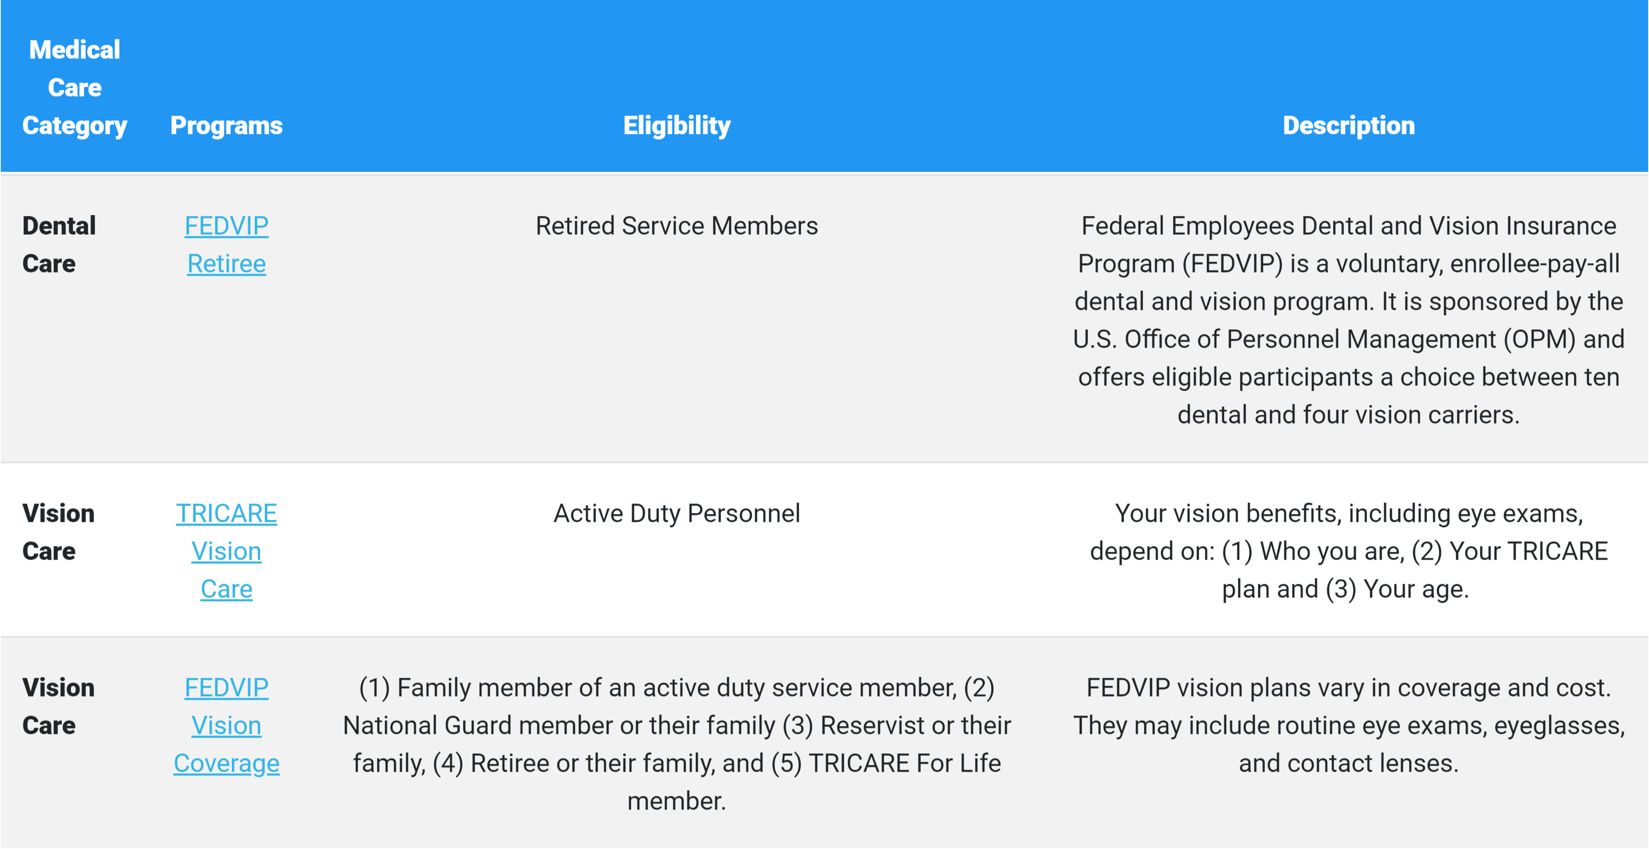 Medical
Care
Category
Programs
Eligibility
Description
Dental
Care
FEDVIP
Retiree
Retired Service Members
Federal Employees Dental and Vision Insurance
Program (FEDVIP) is a voluntary, enrollee-pay-all
dental and vision program. It is sponsored by the
U.S. Office of Personnel Management (OPM) and
offers eligible participants a choice between ten
dental and four vision carriers.
Vision
Care
TRICARE
Vision
Care
Active Duty Personnel
Your vision benefits, including eye exams,
depend on: (1) Who you are, (2) Your TRICARE
plan and (3) Your age.
Vision
Care
FEDVIP
Vision
Coverage
(1) Family member of an active duty service member, (2)
National Guard member or their family (3) Reservist or their
family, (4) Retiree or their family, and (5) TRICARE For Life
member.
FEDVIP vision plans vary in coverage and cost.
They may include routine eye exams, eyeglasses,
and contact lenses.